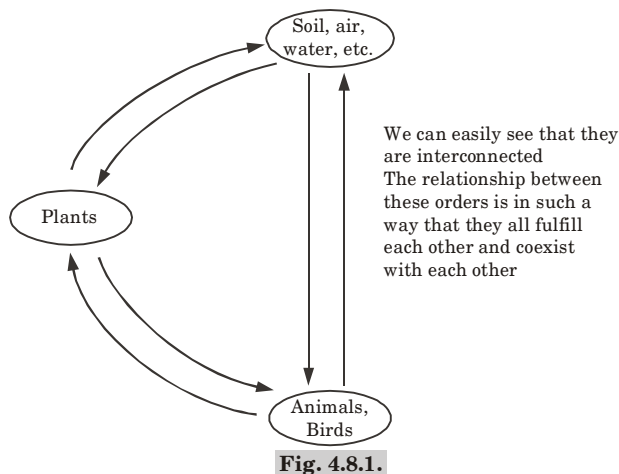 Soil, air,
water, etc.
We can easily see that they
are interconnected
The relationship between
these orders is in such a
way that they all fulfill
each other and coexist
with each other
Plants
Animals,
Birds
Fig. 4.8.1.